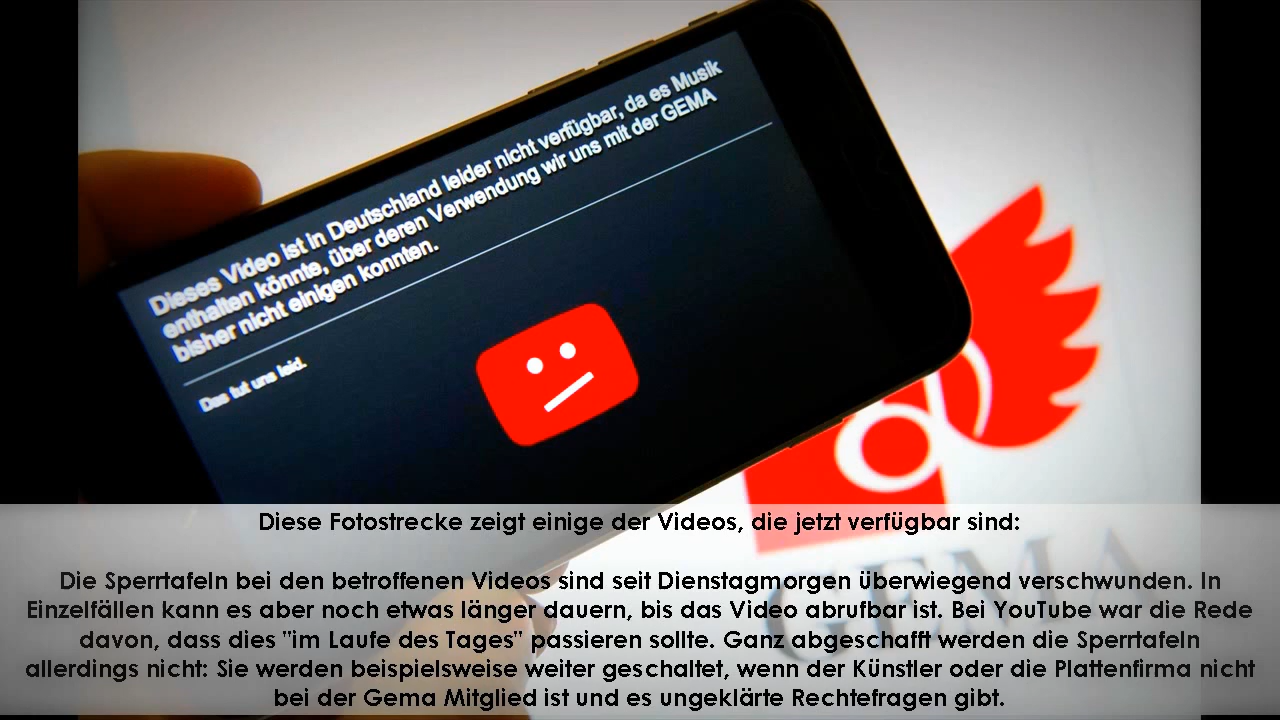 Dieses Video ist in Deutschland leider nicht verfügbar, da es Musik
enthalten könnte, über deren Verwendung wir uns mit der GEMA
bisher nicht einigen konnten.
Das tut uns leid.
GEMA
Diese Fotostrecke zeigt einige der Videos, die jetzt verfügbar sind:
Die Sperrtafeln bei den betroffenen Videos sind seit Dienstagmorgen überwiegend verschwunden. In
Einzelfällen kann es aber noch etwas länger dauern, bis das Video abrufbar ist. Bei YouTube war die Rede
davon, dass dies "im Laufe des Tages" passieren sollte. Ganz abgeschafft werden die Sperrtafeln
allerdings nicht: Sie werden beispielsweise weiter geschaltet, wenn der Künstler oder die Plattenfirma nicht
bei der Gema Mitglied ist und es ungeklärte Rechtefragen gibt.